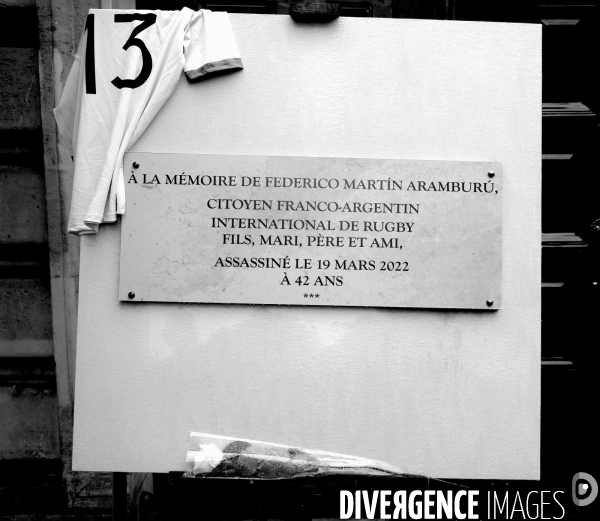 13
À LA MÉMOIRE DE FEDERICO MARTÍN ARAMBURÚ,
CITOYEN FRANCO-ARGENTIN
INTERNATIONAL DE RUGBY
FILS, MARI, PÈRE ET AMI,
ASSASSINÉ LE 19 MARS 2022
À 42 ANS
***
DIVERGENCE IMAGES D